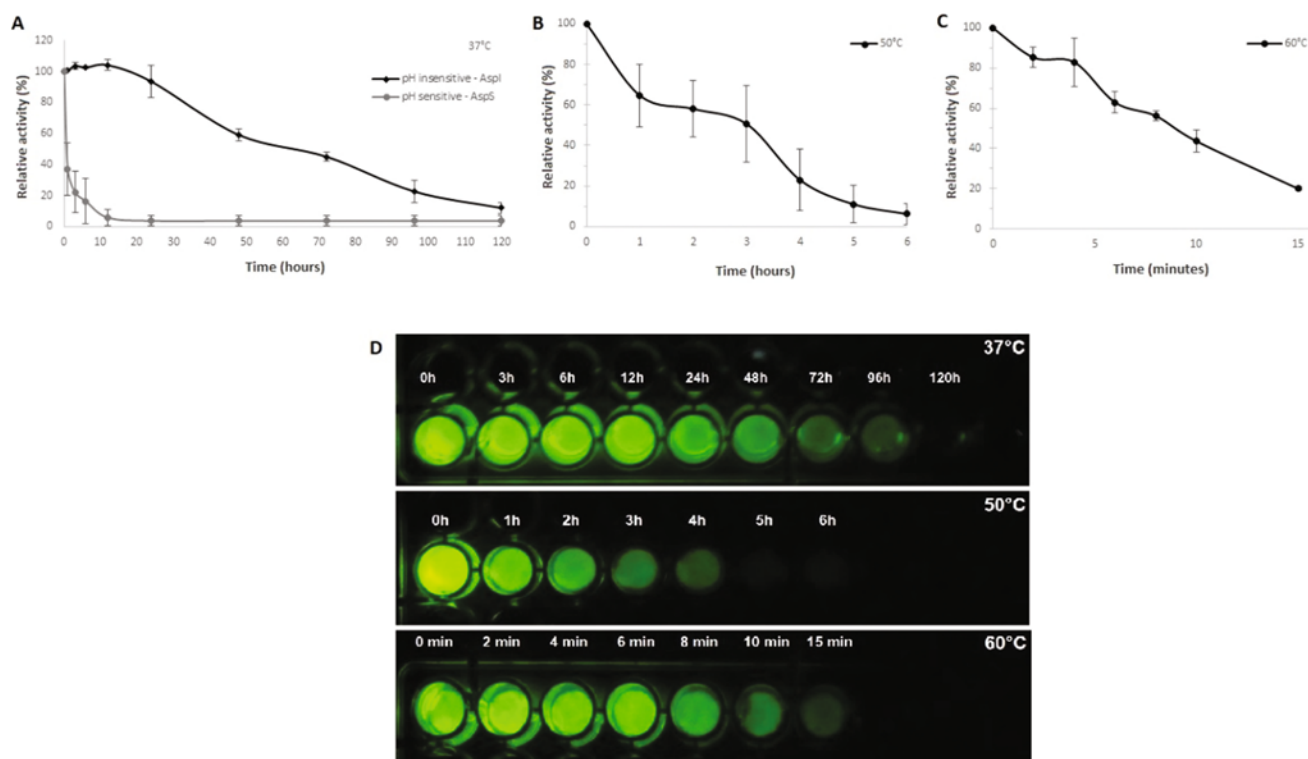 A
37°C
120
100
80
60
40
20
0
Relative activity (%)
pH insensitive - AspI
pH sensitive - AspS
0 10 20 30 40 50 60 70 80 90 100 110 120
Time (hours)
B
50°C
100
80
60
40
20
0
Relative activity (%)
0 1 2 3 4 5 6
Time (hours)
C
60°C
100
80
60
40
20
0
Relative activity (%)
0 5 10 15
Time (minutes)
D
37°C
0h 3h 6h 12h 24h 48h 72h 96h 120h
50°C
0h 1h 2h 3h 4h 5h 6h
60°C
0 min 2 min 4 min 6 min 8 min 10 min 15 min